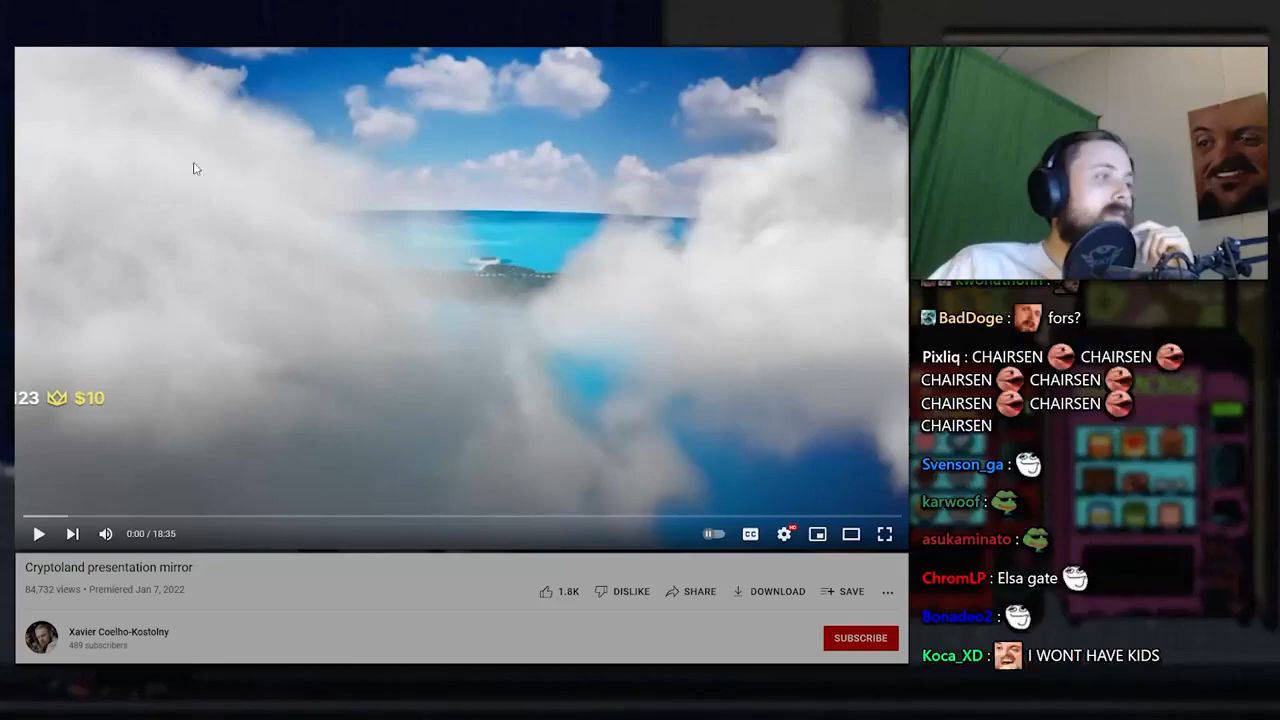 123 $10
0:00 / 18:35
CC
HD
Cryptoland presentation mirror
84,732 views • Premiered Jan 7, 2022
1.8K DISLIKE SHARE DOWNLOAD SAVE
Xavier Coelho-Kostolny
489 subscribers
SUBSCRIBE
BadDoge : fors?
Pixliq : CHAIRSEN CHAIRSEN
CHAIRSEN CHAIRSEN
CHAIRSEN CHAIRSEN
CHAIRSEN
Svenson_ga :
karwoof :
asukaminato :
ChromLP : Elsa gate
Bonadeo2 :
Koca_XD : I WONT HAVE KIDS